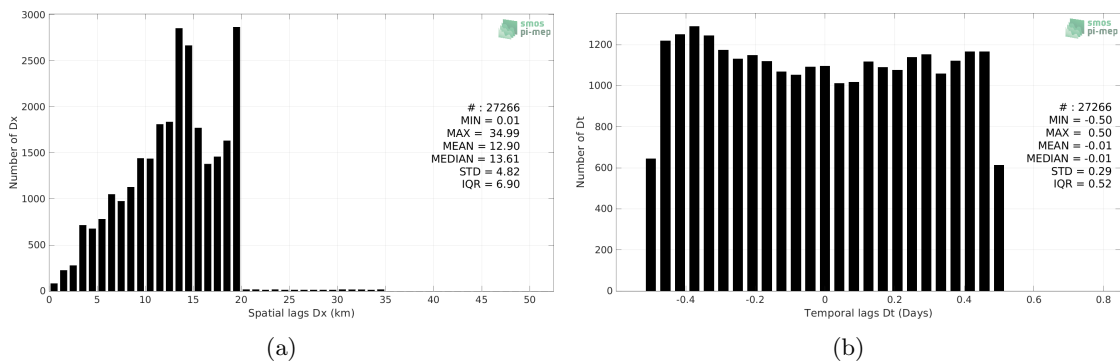 3000
2500
2000
1500
1000
500
0
Number of Dx
0 5 10 15 20 25 30 35 40 45 50
Spatial lags Dx (km)
smos
pi-mep
# : 27266
MIN = 0.01
MAX = 34.99
MEAN = 12.90
MEDIAN = 13.61
STD = 4.82
IQR = 6.90
(a)
1200
1000
800
600
400
200
0
Number of Dt
-0.4 -0.2 0 0.2 0.4 0.6 0.8
Temporal lags Dt (Days)
smos
pi-mep
# : 27266
MIN = -0.50
MAX = 0.50
MEAN = -0.01
MEDIAN = -0.01
STD = 0.29
IQR = 0.52
(b)